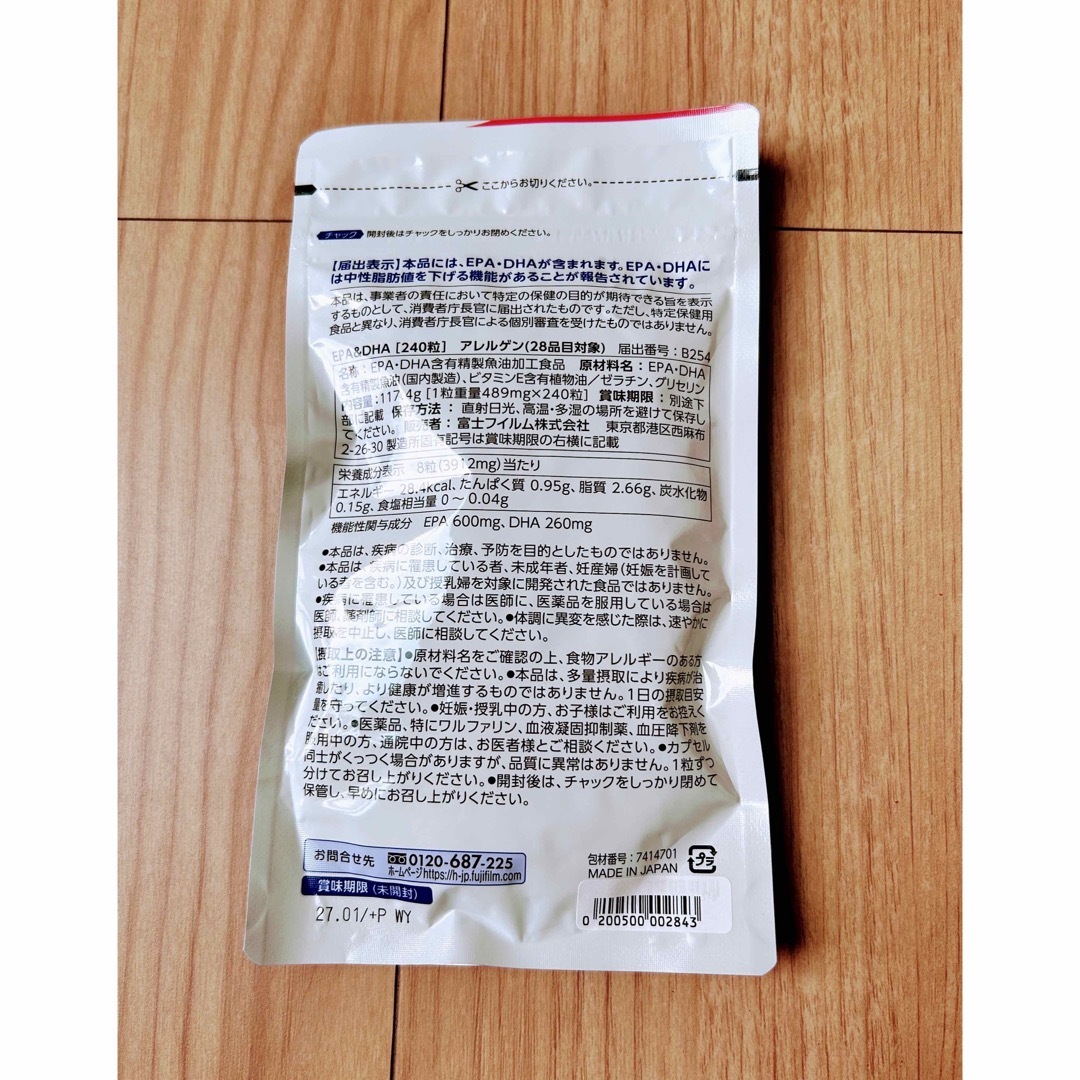 ここからお切りください。
チャック 開封後はチャックをしっかりお閉めください。
【届出表示】本品には、EPA・DHAが含まれます。EPA・DHAに
は中性脂肪値を下げる機能があることが報告されています。
本品は、事業者の責任において特定の保健の目的が期待できる旨を表示
するものとして、消費者庁長官に届出されたものです。ただし、特定保健用
食品と異なり、消費者庁長官による個別審査を受けたものではありません。
EPA&DHA [240粒] アレルゲン(28品目対象) 届出番号：B254
名称：EPA・DHA含有精製魚油加工食品 原材料名：EPA・DHA
含有精製魚油(国内製造)、ビタミンE含有植物油／ゼラチン、グリセリン
内容量:117.4g [1粒重量489mg×240粒] 賞味期限：別途下
部に記載 保存方法：直射日光、高温・多湿の場所を避けて保存し
てください。 販売者：富士フイルム株式会社 東京都港区西麻布
2-26-30 製造所固有記号は賞味期限の右横に記載
栄養成分表示 8粒(3912mg)当たり
エネルギー 28.4kcal、たんぱく質 0.95g、脂質 2.66g、炭水化物
0.15g、食塩相当量 0～0.04g
機能性関与成分 EPA 600mg、DHA 260mg
●本品は、疾病の診断、治療、予防を目的としたものではありません。
●本品は、疾病に罹患している者、未成年者、妊産婦(妊娠を計画して
いる者を含む。)及び授乳婦を対象に開発された食品ではありません。
●疾病に罹患している場合は医師に、医薬品を服用している場合は
医師、薬剤師に相談してください。●体調に異変を感じた際は、速やかに
摂取を中止し、医師に相談してください。
【摂取上の注意】●原材料名をご確認の上、食物アレルギーのある方
はご利用にならないでください。●本品は、多量摂取により疾病が治
癒したり、より健康が増進するものではありません。1日の摂取目安
量を守ってください。●妊娠・授乳中の方、お子様はご利用をお控えく
ださい。●医薬品、特にワルファリン、血液凝固抑制薬、血圧降下剤を
服用中の方、通院中の方は、お医者様とご相談ください。●カプセル
同士がくっつく場合がありますが、品質に異常はありません。1粒ずつ
分けてお召し上がりください。●開封後は、チャックをしっかり閉めて
保管し、早めにお召し上がりください。
お問合せ先 0120-687-225
ホームページhttps://h-jp.fujifilm.com
包材番号：7414701 プラ
MADE IN JAPAN
賞味期限(未開封)
27.01/+P WY
0 200500 002843